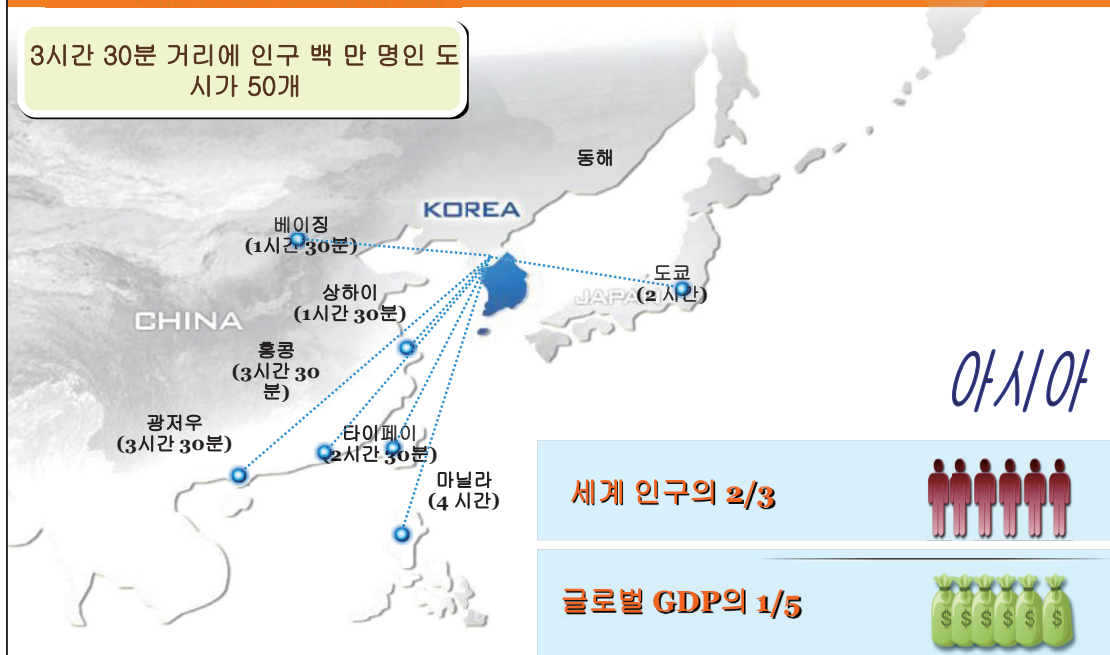 3시간 30분 거리에 인구 백 만 명인 도
시가 50개
동해
KOREA
베이징
(1시간 30분)
도쿄
JAPAN
(2 시간)
상하이
(1시간 30분)
CHINA
홍콩
(3시간 30
분)
아시아
광저우
(3시간 30분)
타이페이
(2시간 30분)
마닐라
(4 시간)
세계 인구의 2/3
글로벌 GDP의 1/5
$ $ $ $ $ $